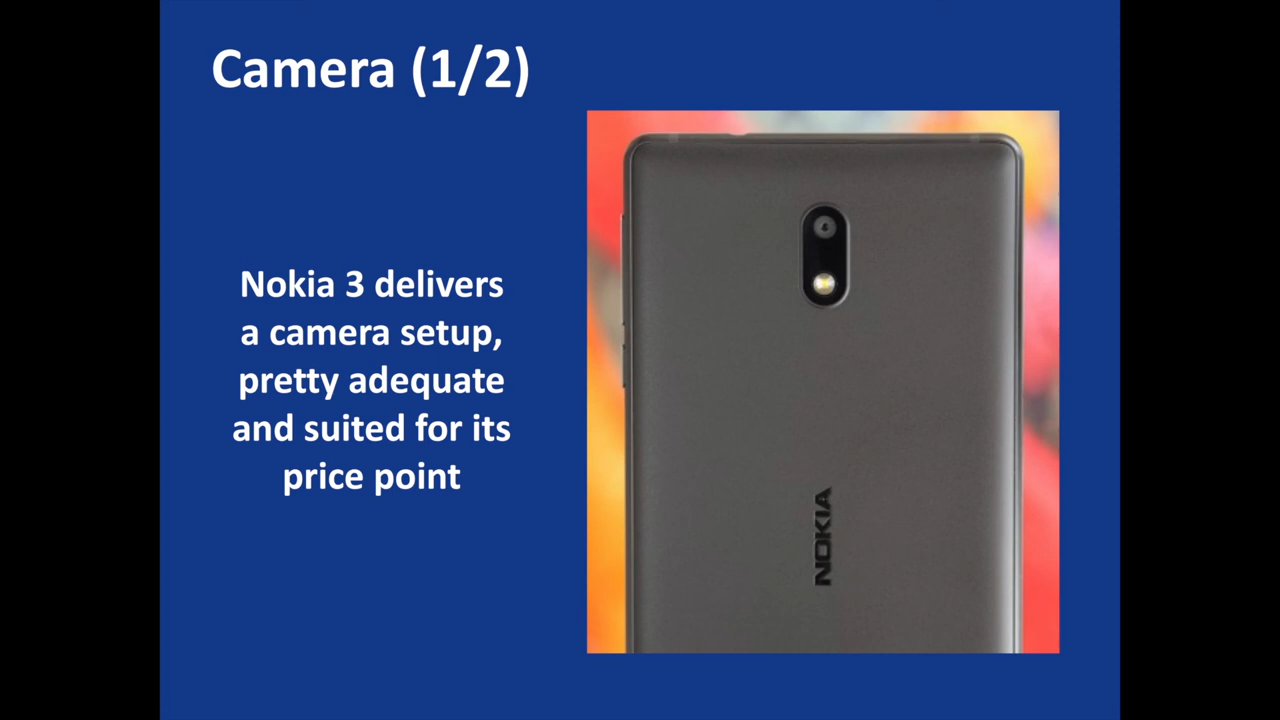 Camera (1/2)
Nokia 3 delivers
a camera setup,
pretty adequate
and suited for its
price point
NOKIA